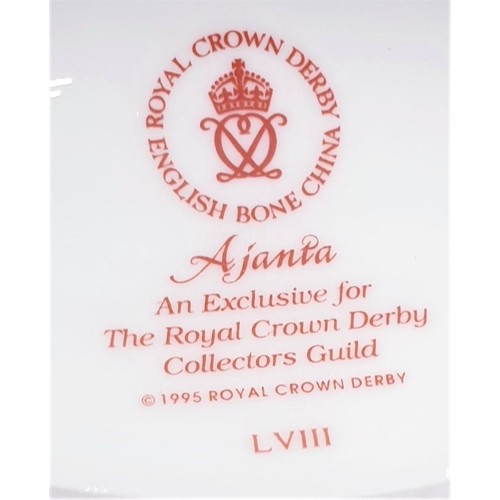 ROYAL CROWN DERBY
ENGLISH BONE CHINA
Ajanta
An Exclusive for
The Royal Crown Derby
Collectors Guild
© 1995 ROYAL CROWN DERBY
LVIII